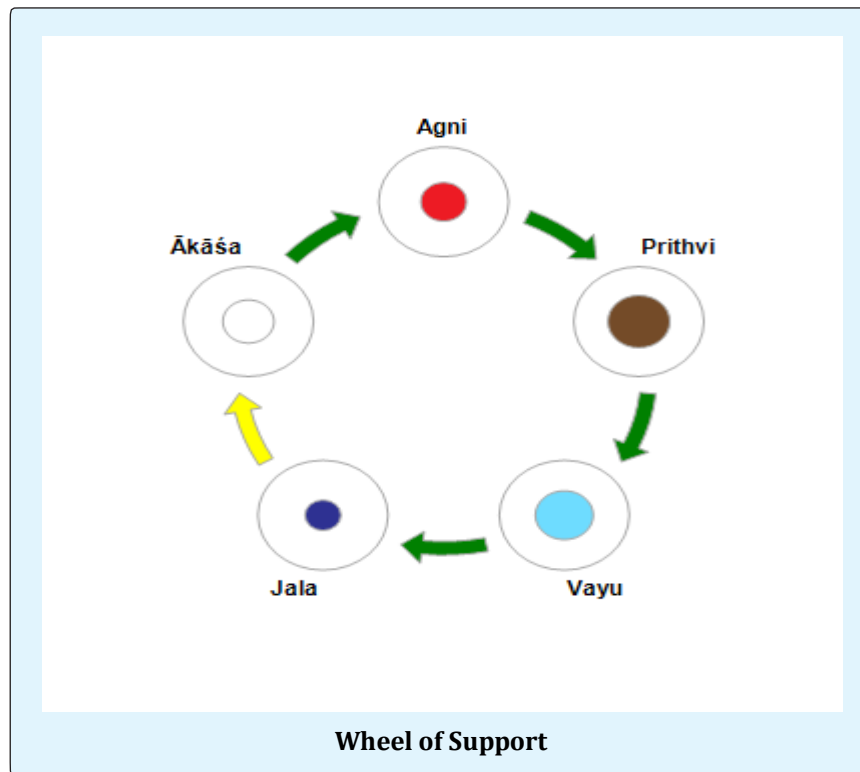 Agni
Ākāśa
Prithvi
Jala
Vayu
Wheel of Support